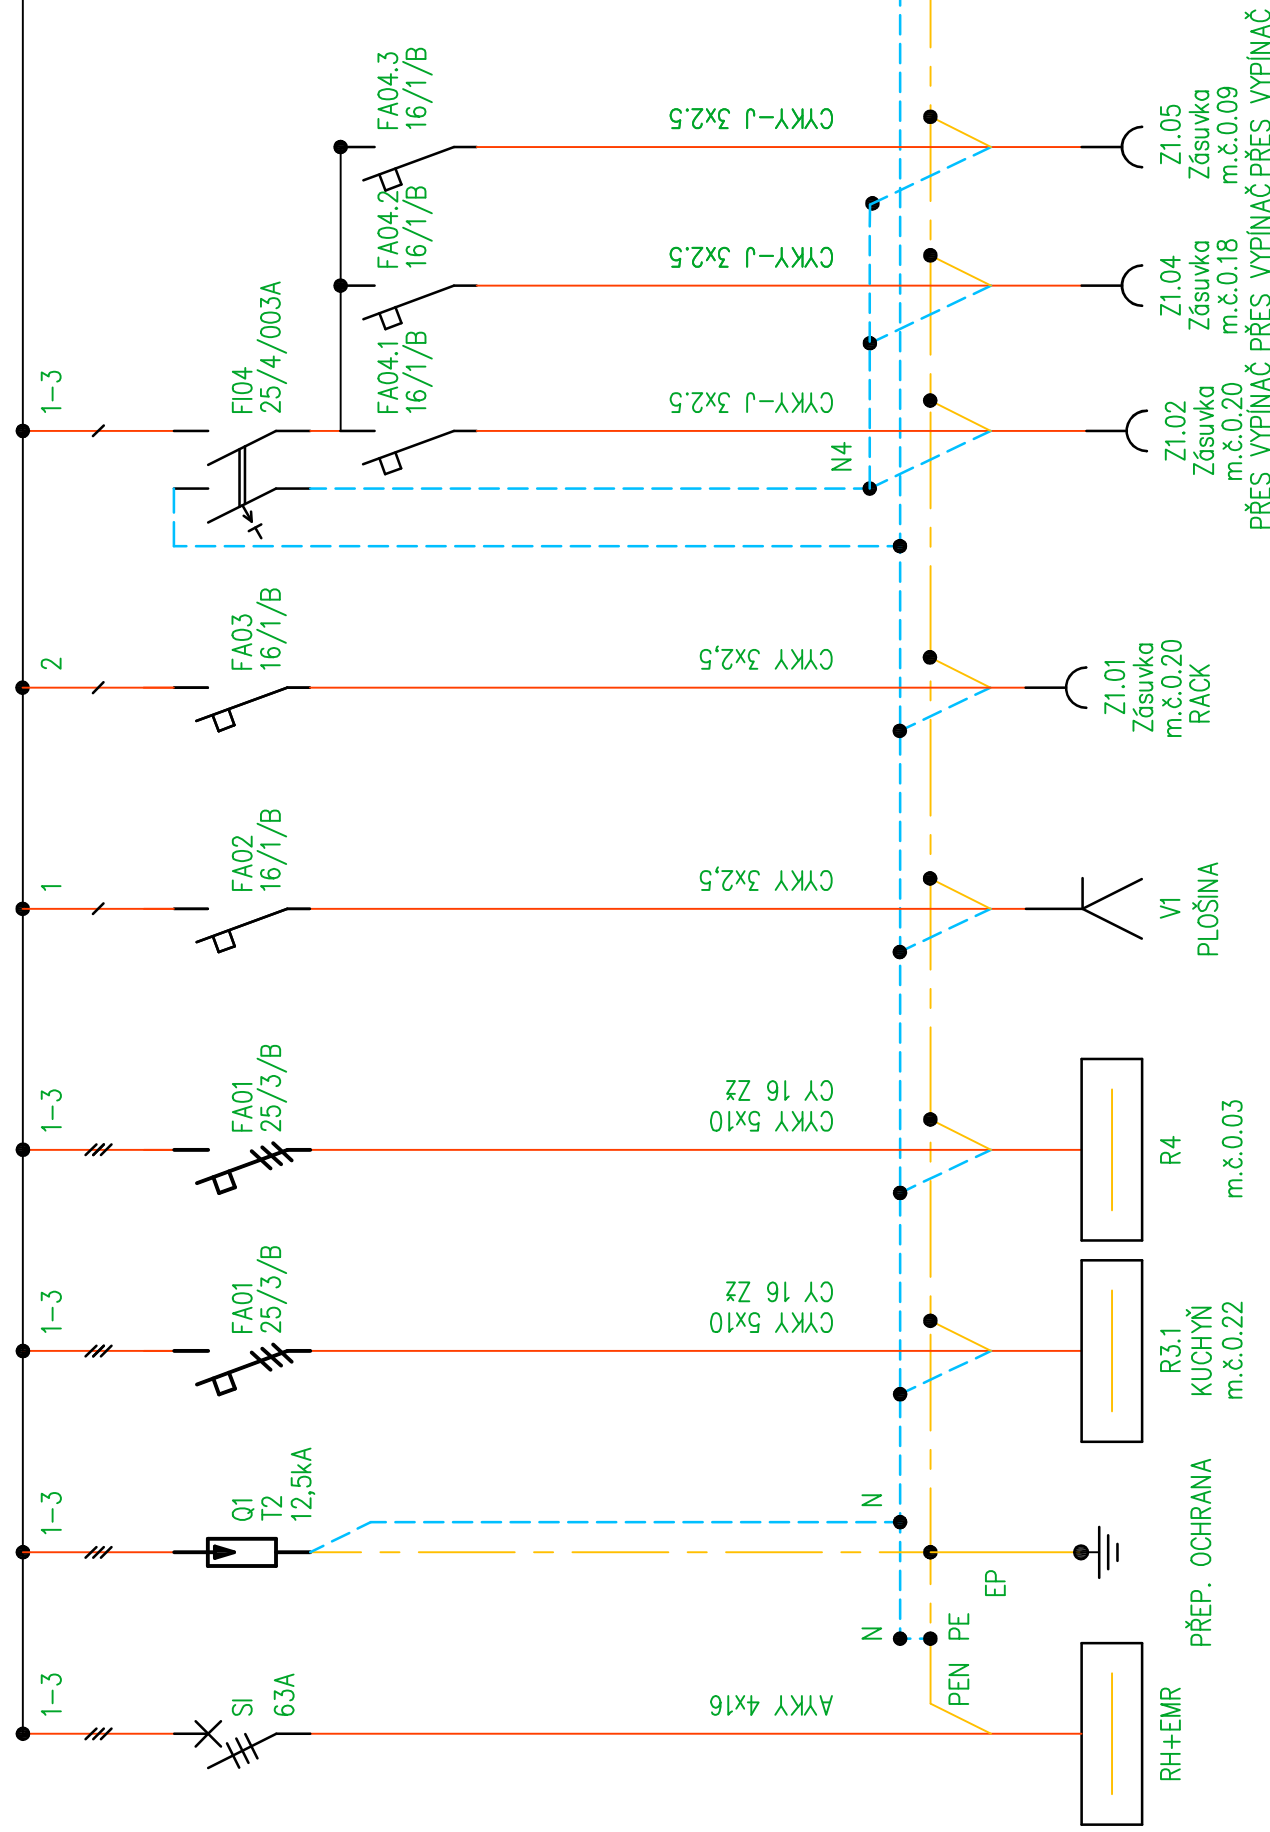 1-3
SI
63A
AYKY 4x16
PEN
PE
N
RH+EMR
1-3
Q1
T2
12,5kA
N
EP
PŘEP. OCHRANA
1-3
FA01
25/3/B
CYKY 5x10
CY 16 Zž
R3.1
KUCHYŇ
m.č.0.22
1-3
FA01
25/3/B
CYKY 5x10
CY 16 Zž
R4
m.č.0.03
1
FA02
16/1/B
CYKY 3x2,5
V1
PLOŠINA
2
FA03
16/1/B
CYKY 3x2,5
Z1.01
Zásuvka
m.č.0.20
RACK
1-3
FI04
25/4/003A
FA04.1
16/1/B
CYKY-J 3x2.5
N4
Z1.02
Zásuvka
m.č.0.20
PŘES VYPÍNAČ
FA04.2
16/1/B
CYKY-J 3x2.5
Z1.04
Zásuvka
m.č.0.18
PŘES VYPÍNAČ
FA04.3
16/1/B
CYKY-J 3x2.5
Z1.05
Zásuvka
m.č.0.09
PŘES VYPÍNAČ